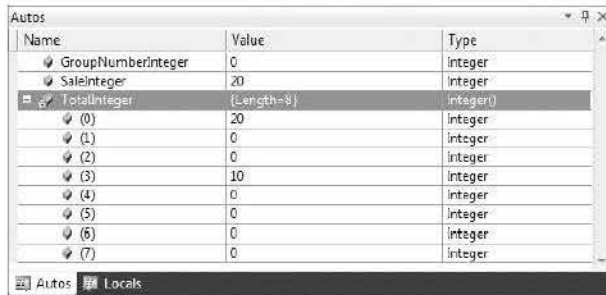 Autos
Name Value Type
GroupNumberInteger 0 Integer
SaleInteger 20 Integer
TotalInteger {Length=8} Integer()
(0) 20 Integer
(1) 0 Integer
(2) 0 Integer
(3) 10 Integer
(4) 0 Integer
(5) 0 Integer
(6) 0 Integer
(7) 0 Integer
Autos Locals